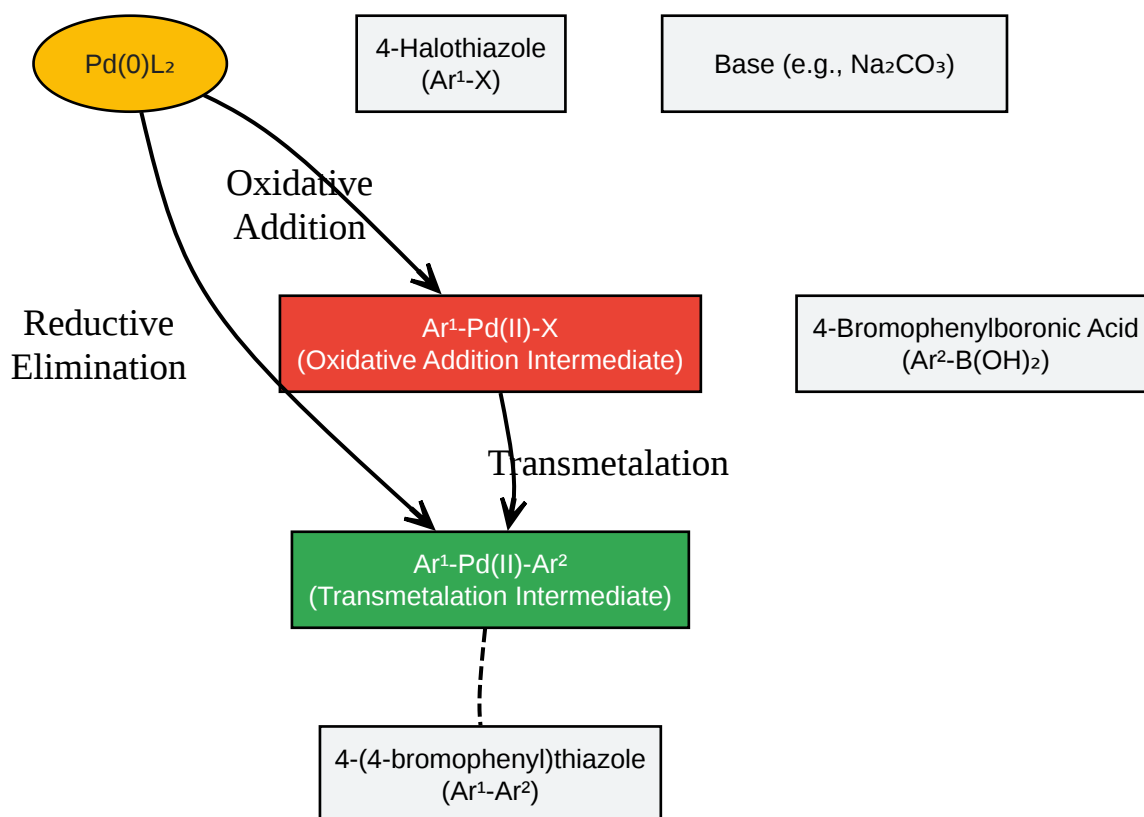 Pd(0)L₂
4-Halothiazole
(Ar¹-X)
Base (e.g., Na₂CO₃)
Oxidative
Addition
Reductive
Elimination
Ar¹-Pd(II)-X
(Oxidative Addition Intermediate)
4-Bromophenylboronic Acid
(Ar²-B(OH)₂)
Transmetalation
Ar¹-Pd(II)-Ar²
(Transmetalation Intermediate)
4-(4-bromophenyl)thiazole
(Ar¹-Ar²)